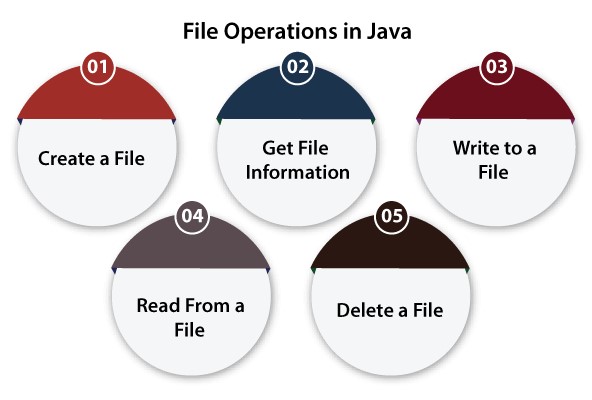 File Operations in Java
01
Create a File
02
Get File
Information
03
Write to a
File
04
Read From a
File
05
Delete a File